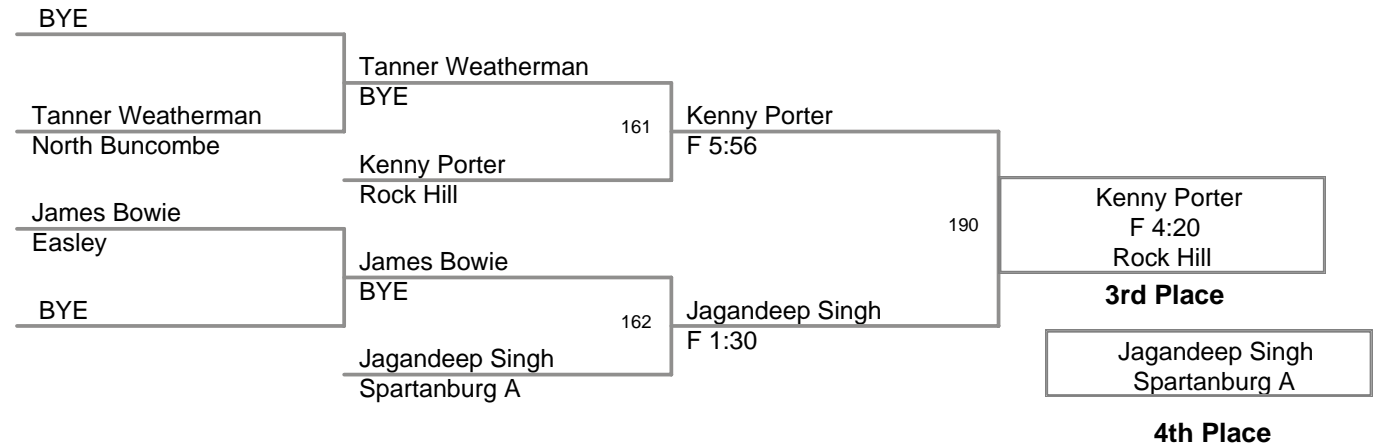 BYE
Tanner Weatherman
North Buncombe
James Bowie
Easley
BYE
Tanner Weatherman
BYE
161
Kenny Porter
Rock Hill
James Bowie
BYE
162
Jagandeep Singh
Spartanburg A
Kenny Porter
F 5:56
190
Jagandeep Singh
F 1:30
Kenny Porter
F 4:20
Rock Hill
3rd Place
Jagandeep Singh
Spartanburg A
4th Place